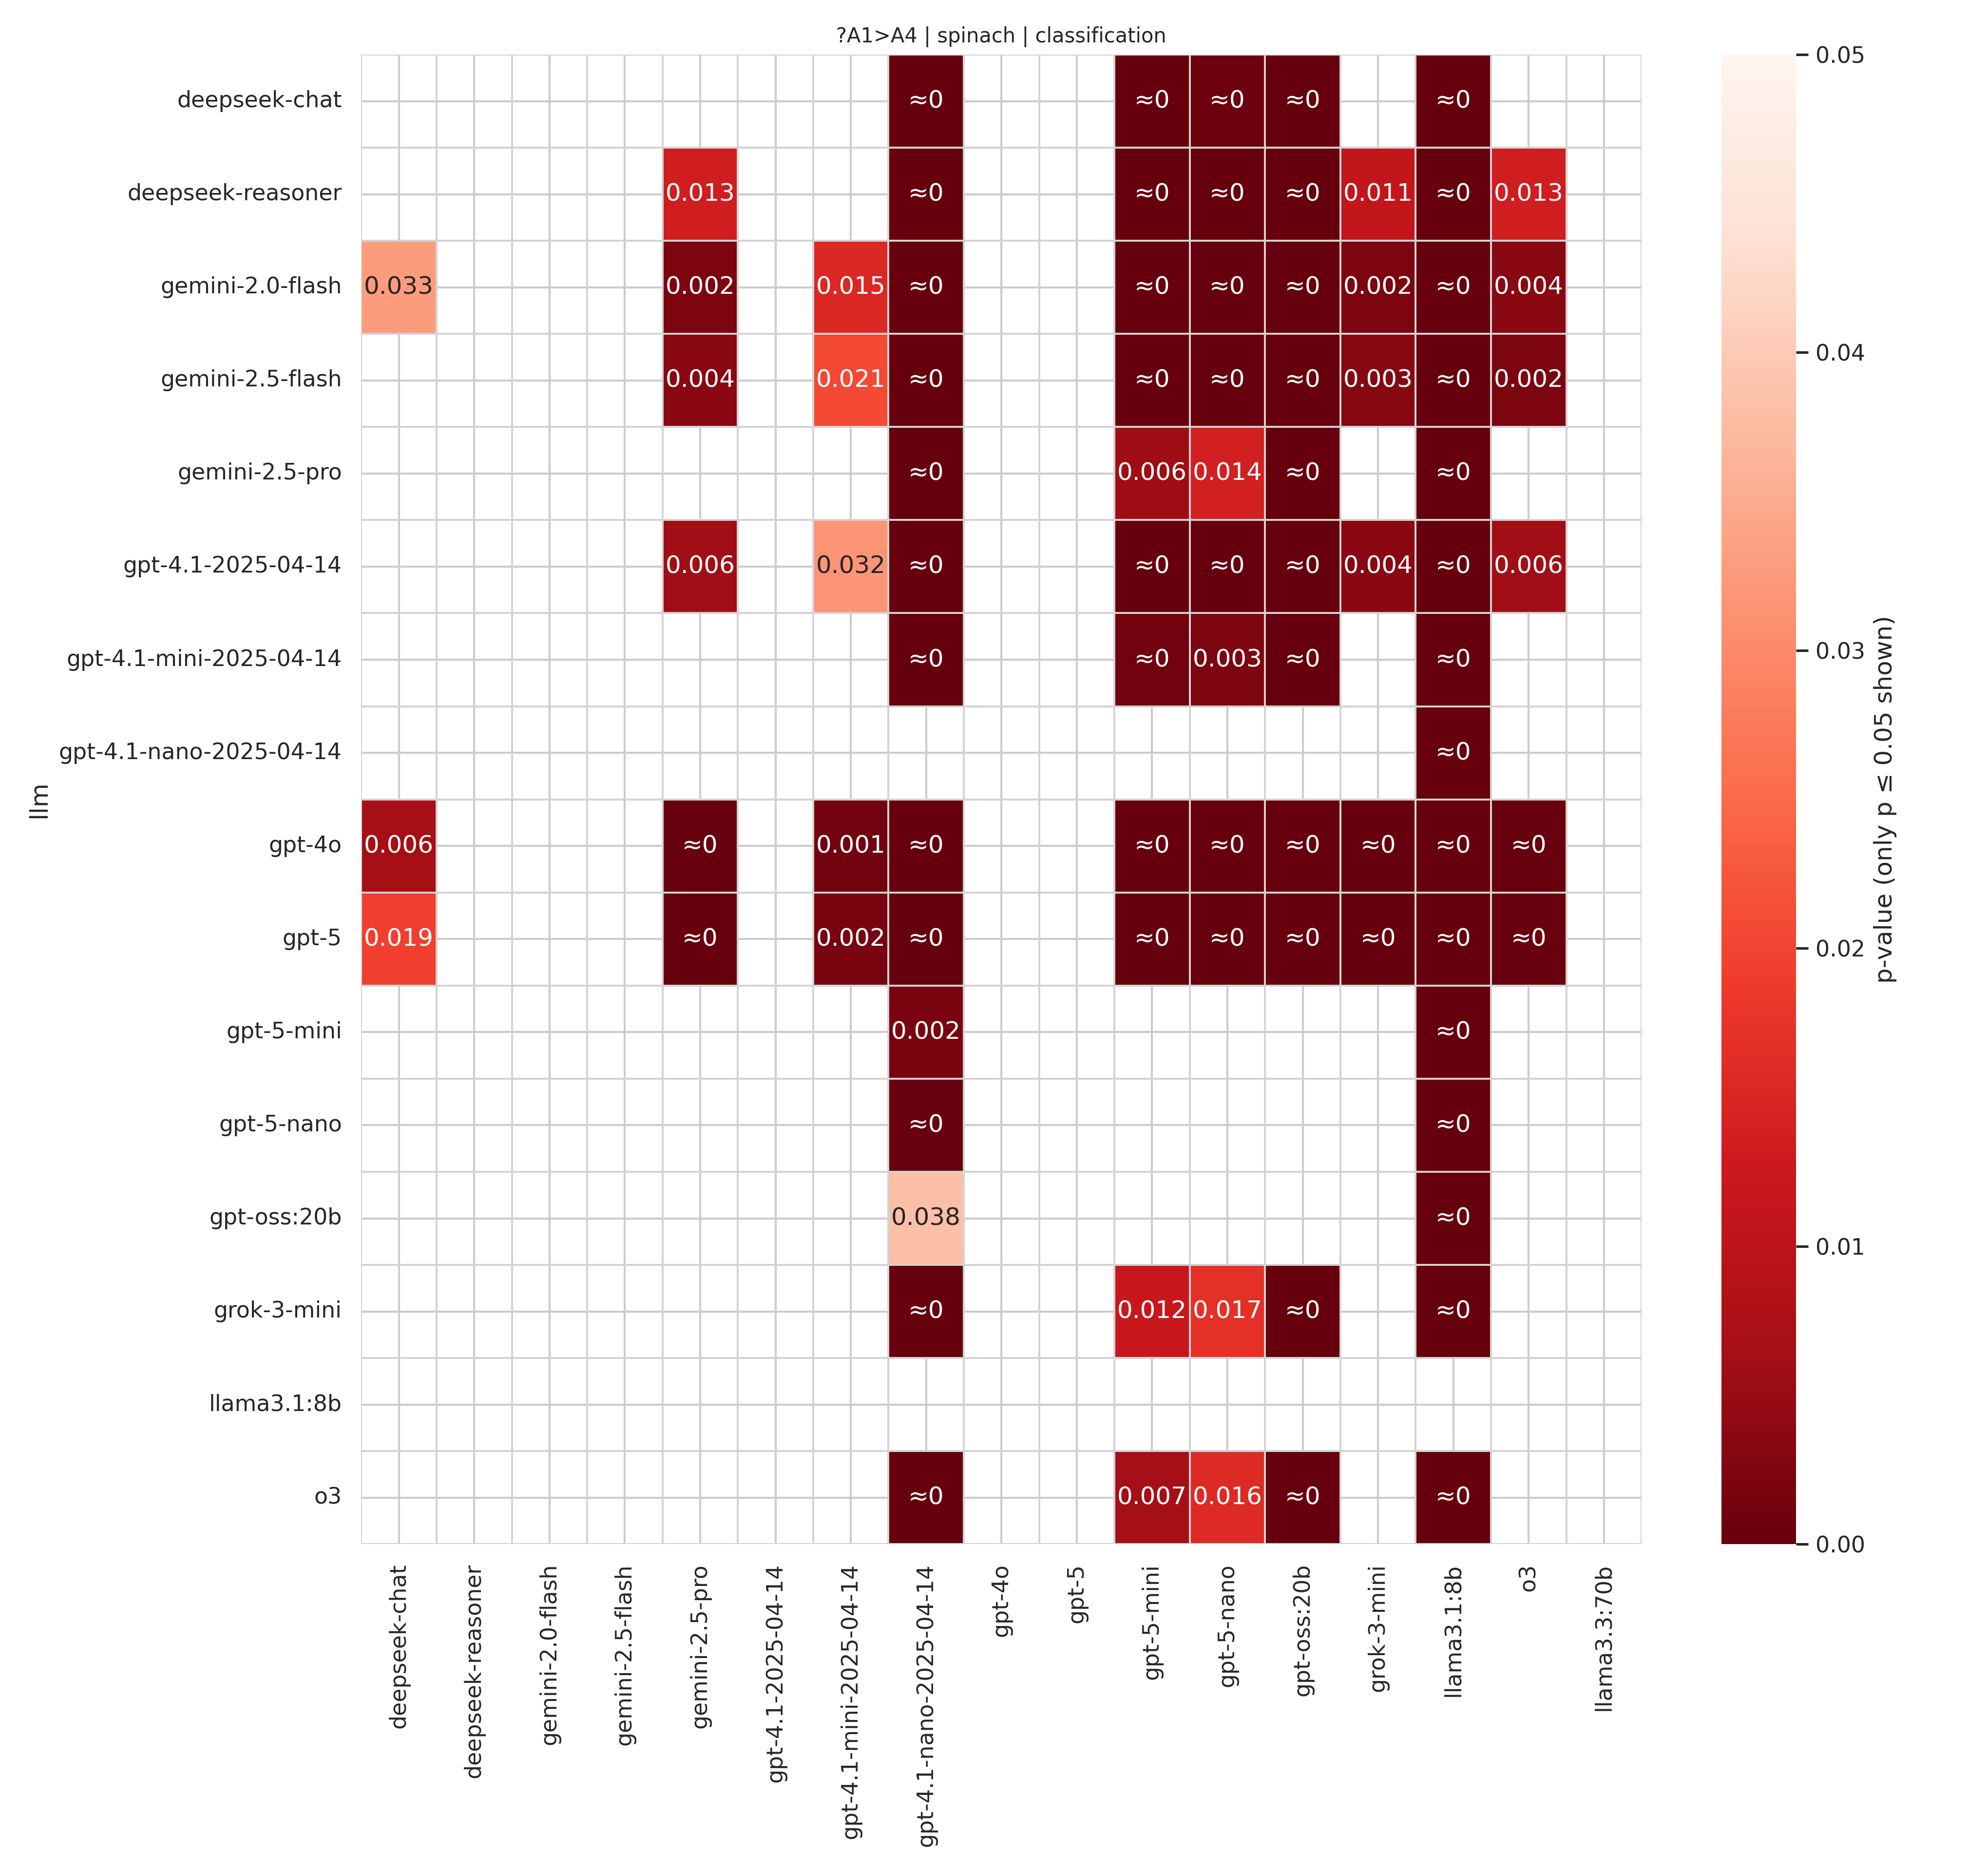 ?A1>A4 | spinach | classification
deepseek-chat ≈0 ≈0 ≈0 ≈0 ≈0
deepseek-reasoner 0.013 ≈0 ≈0 ≈0 ≈0 0.011 ≈0 0.013
gemini-2.0-flash 0.033 0.002 0.015 ≈0 ≈0 ≈0 ≈0 0.002 ≈0 0.004
gemini-2.5-flash 0.004 0.021 ≈0 ≈0 ≈0 ≈0 0.003 ≈0 0.002
gemini-2.5-pro ≈0 0.006 0.014 ≈0 ≈0
gpt-4.1-2025-04-14 0.006 0.032 ≈0 ≈0 ≈0 ≈0 0.004 ≈0 0.006
gpt-4.1-mini-2025-04-14 ≈0 ≈0 0.003 ≈0 ≈0
gpt-4.1-nano-2025-04-14 ≈0
gpt-4o 0.006 ≈0 0.001 ≈0 ≈0 ≈0 ≈0 ≈0 ≈0 ≈0
gpt-5 0.019 ≈0 0.002 ≈0 ≈0 ≈0 ≈0 ≈0 ≈0 ≈0
gpt-5-mini 0.002 ≈0
gpt-5-nano ≈0 ≈0
gpt-oss:20b 0.038 ≈0
grok-3-mini ≈0 0.012 0.017 ≈0 ≈0
llama3.1:8b
o3 ≈0 0.007 0.016 ≈0 ≈0
llm
deepseek-chat
deepseek-reasoner
gemini-2.0-flash
gemini-2.5-flash
gemini-2.5-pro
gpt-4.1-2025-04-14
gpt-4.1-mini-2025-04-14
gpt-4.1-nano-2025-04-14
gpt-4o
gpt-5
gpt-5-mini
gpt-5-nano
gpt-oss:20b
grok-3-mini
llama3.1:8b
o3
llama3.3:70b
0.05
0.04
0.03
0.02
0.01
0.00
p-value (only p ≤ 0.05 shown)